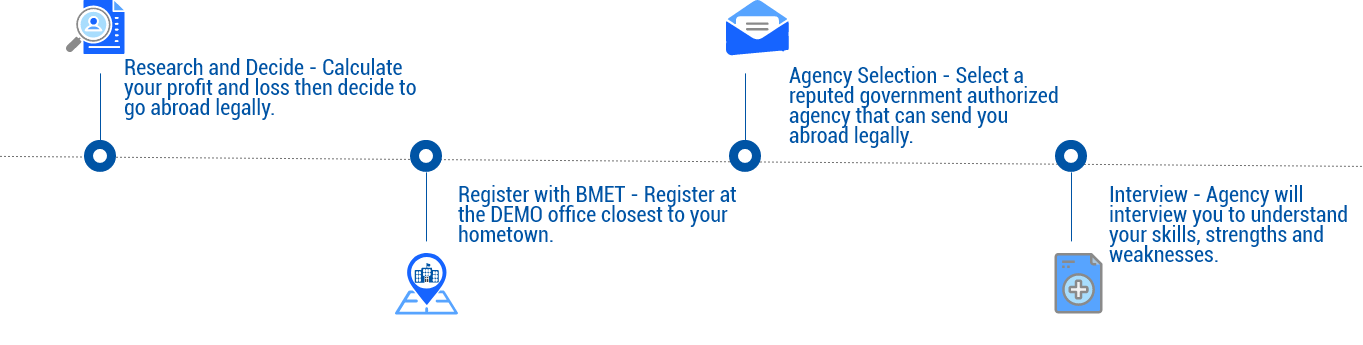 Research and Decide - Calculate
your profit and loss then decide to
go abroad legally.
Register with BMET - Register at
the DEMO office closest to your
hometown.
Agency Selection - Select a
reputed government authorized
agency that can send you
abroad legally.
Interview - Agency will
interview you to understand
your skills, strengths and
weaknesses.